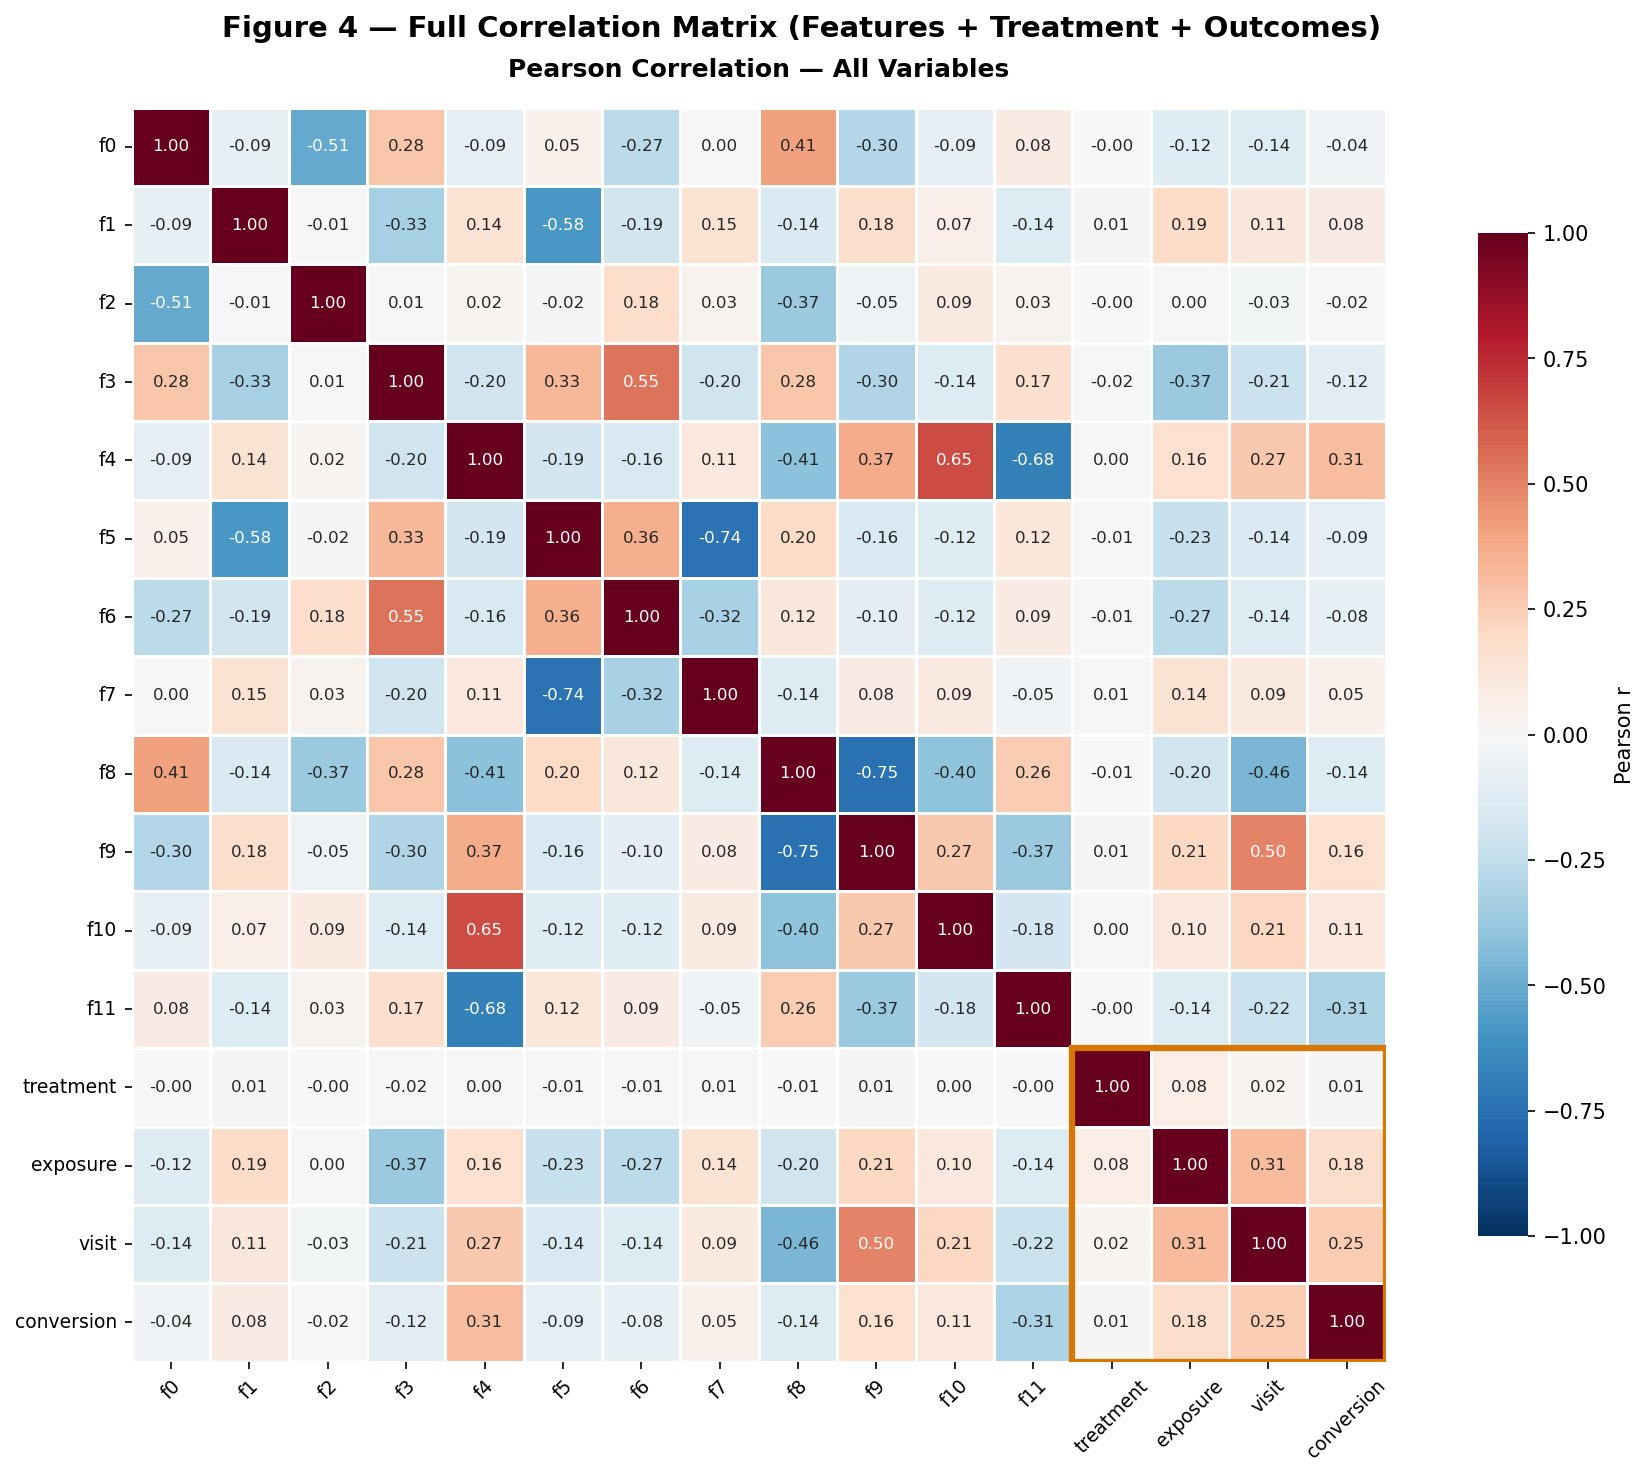 Figure 4 — Full Correlation Matrix (Features + Treatment + Outcomes)
Pearson Correlation — All Variables
f0 1.00 -0.09 -0.51 0.28 -0.09 0.05 -0.27 0.00 0.41 -0.30 -0.09 0.08 -0.00 -0.12 -0.14 -0.04
f1 -0.09 1.00 -0.01 -0.33 0.14 -0.58 -0.19 0.15 -0.14 0.18 0.07 -0.14 0.01 0.19 0.11 0.08
f2 -0.51 -0.01 1.00 0.01 0.02 -0.02 0.18 0.03 -0.37 -0.05 0.09 0.03 -0.00 0.00 -0.03 -0.02
f3 0.28 -0.33 0.01 1.00 -0.20 0.33 0.55 -0.20 0.28 -0.30 -0.14 0.17 -0.02 -0.37 -0.21 -0.12
f4 -0.09 0.14 0.02 -0.20 1.00 -0.19 -0.16 0.11 -0.41 0.37 0.65 -0.68 0.00 0.16 0.27 0.31
f5 0.05 -0.58 -0.02 0.33 -0.19 1.00 0.36 -0.74 0.20 -0.16 -0.12 0.12 -0.01 -0.23 -0.14 -0.09
f6 -0.27 -0.19 0.18 0.55 -0.16 0.36 1.00 -0.32 0.12 -0.10 -0.12 0.09 -0.01 -0.27 -0.14 -0.08
f7 0.00 0.15 0.03 -0.20 0.11 -0.74 -0.32 1.00 -0.14 0.08 0.09 -0.05 0.01 0.14 0.09 0.05
f8 0.41 -0.14 -0.37 0.28 -0.41 0.20 0.12 -0.14 1.00 -0.75 -0.40 0.26 -0.01 -0.20 -0.46 -0.14
f9 -0.30 0.18 -0.05 -0.30 0.37 -0.16 -0.10 0.08 -0.75 1.00 0.27 -0.37 0.01 0.21 0.50 0.16
f10 -0.09 0.07 0.09 -0.14 0.65 -0.12 -0.12 0.09 -0.40 0.27 1.00 -0.18 0.00 0.10 0.21 0.11
f11 0.08 -0.14 0.03 0.17 -0.68 0.12 0.09 -0.05 0.26 -0.37 -0.18 1.00 -0.00 -0.14 -0.22 -0.31
treatment -0.00 0.01 -0.00 -0.02 0.00 -0.01 -0.01 0.01 -0.01 0.01 0.00 -0.00 1.00 0.08 0.02 0.01
exposure -0.12 0.19 0.00 -0.37 0.16 -0.23 -0.27 0.14 -0.20 0.21 0.10 -0.14 0.08 1.00 0.31 0.18
visit -0.14 0.11 -0.03 -0.21 0.27 -0.14 -0.14 0.09 -0.46 0.50 0.21 -0.22 0.02 0.31 1.00 0.25
conversion -0.04 0.08 -0.02 -0.12 0.31 -0.09 -0.08 0.05 -0.14 0.16 0.11 -0.31 0.01 0.18 0.25 1.00
f0 f1 f2 f3 f4 f5 f6 f7 f8 f9 f10 f11 treatment exposure visit conversion
1.00
0.75
0.50
0.25
0.00
−0.25
−0.50
−0.75
−1.00
Pearson r